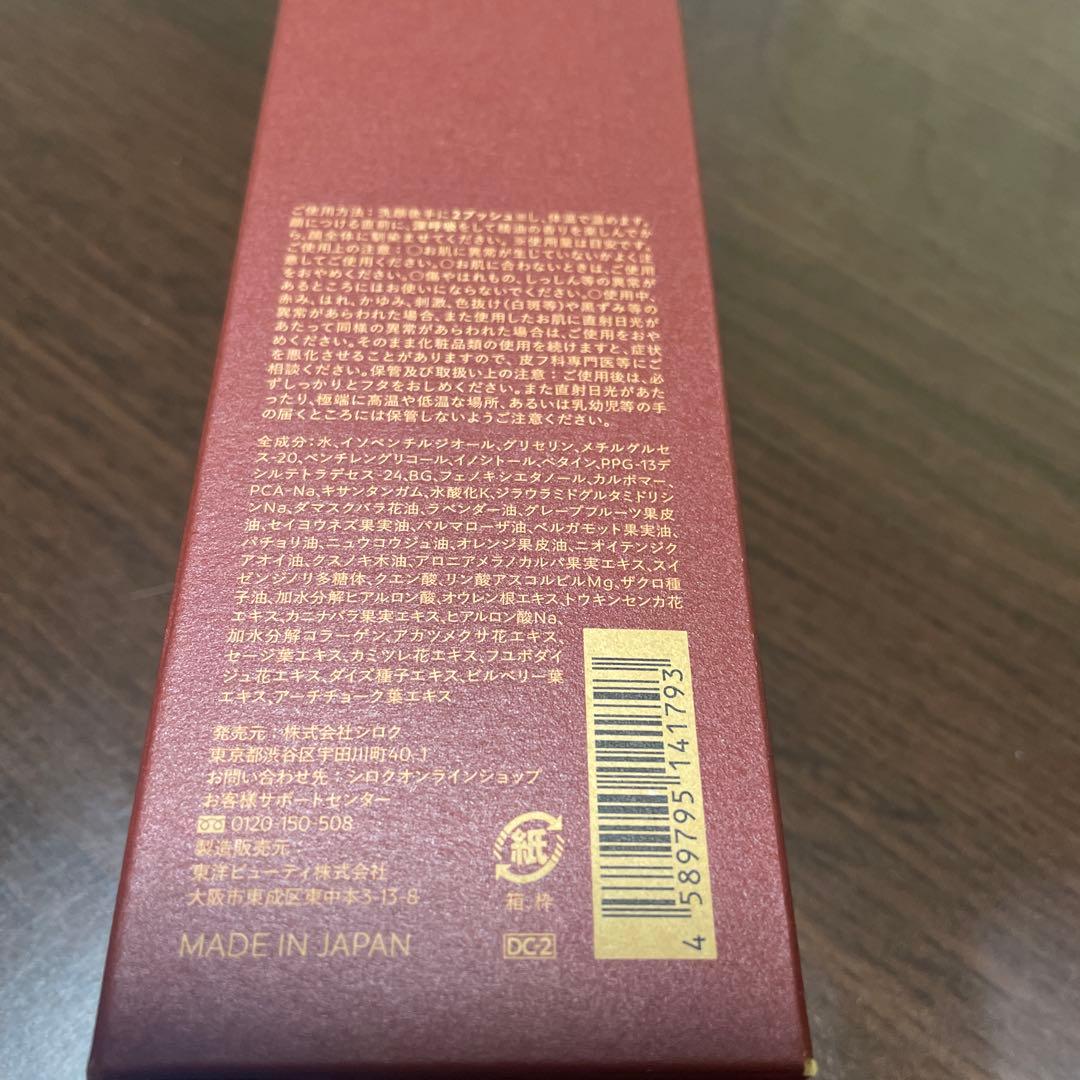 ご使用方法：洗顔後手に2プッシュ※し、体温で温めます。
顔につける直前に、深呼吸をして精油の香りを楽しんでか
ら、顔全体に馴染ませてください。※使用量は目安です。
ご使用上の注意：○お肌に異常が生じていないかよく注
意してご使用ください。○お肌に合わないときは、ご使用
をおやめください。○傷やはれもの、しっしん等の異常が
あるところにはお使いにならないでください。○使用中、
赤み、はれ、かゆみ、刺激、色抜け(白斑等)や黒ずみ等の
異常があらわれた場合、また使用したお肌に直射日光が
あたって同様の異常があらわれた場合は、ご使用をおや
めください。そのまま化粧品類の使用を続けますと、症状
を悪化させることがありますので、皮フ科専門医等にご
相談ください。保管及び取扱い上の注意：ご使用後は、必
ずしっかりとフタをおしめください。また直射日光があた
ったり、極端に高温や低温な場所、あるいは乳幼児等の手
の届くところには保管しないようご注意ください。
全成分：水、イソペンチルジオール、グリセリン、メチルグルセ
ス-20、ペンチレングリコール、イノシトール、ベタイン、PPG-13デ
シルテトラデセス-24、BG、フェノキシエタノール、カルボマー、
PCA-Na、キサンタンガム、水酸化K、ジラウラミドグルタミドリシ
ンNa、ダマスクバラ花油、ラベンダー油、グレープフルーツ果皮
油、セイヨウネズ果実油、パルマローザ油、ベルガモット果実油、
パチョリ油、ニュウコウジュ油、オレンジ果皮油、ニオイテンジク
アオイ油、クスノキ木油、アロニアメラノカルパ果実エキス、スイ
ゼンジノリ多糖体、クエン酸、リン酸アスコルビルMg、ザクロ種
子油、加水分解ヒアルロン酸、オウレン根エキス、トウキンセンカ花
エキス、カニナバラ果実エキス、ヒアルロン酸Na、
加水分解コラーゲン、アカツメクサ花エキス、
セージ葉エキス、カミツレ花エキス、フユボダイ
ジュ花エキス、ダイズ種子エキス、ビルベリー葉
エキス、アーチチョーク葉エキス
発売元：株式会社シロク
東京都渋谷区宇田川町40-1
お問い合わせ先：シロクオンラインショップ
お客様サポートセンター
0120-150-508
製造販売元：
東洋ビューティ株式会社
大阪市東成区東中本3-13-8
MADE IN JAPAN
紙
箱 枠
DC-2
4 589795 141793